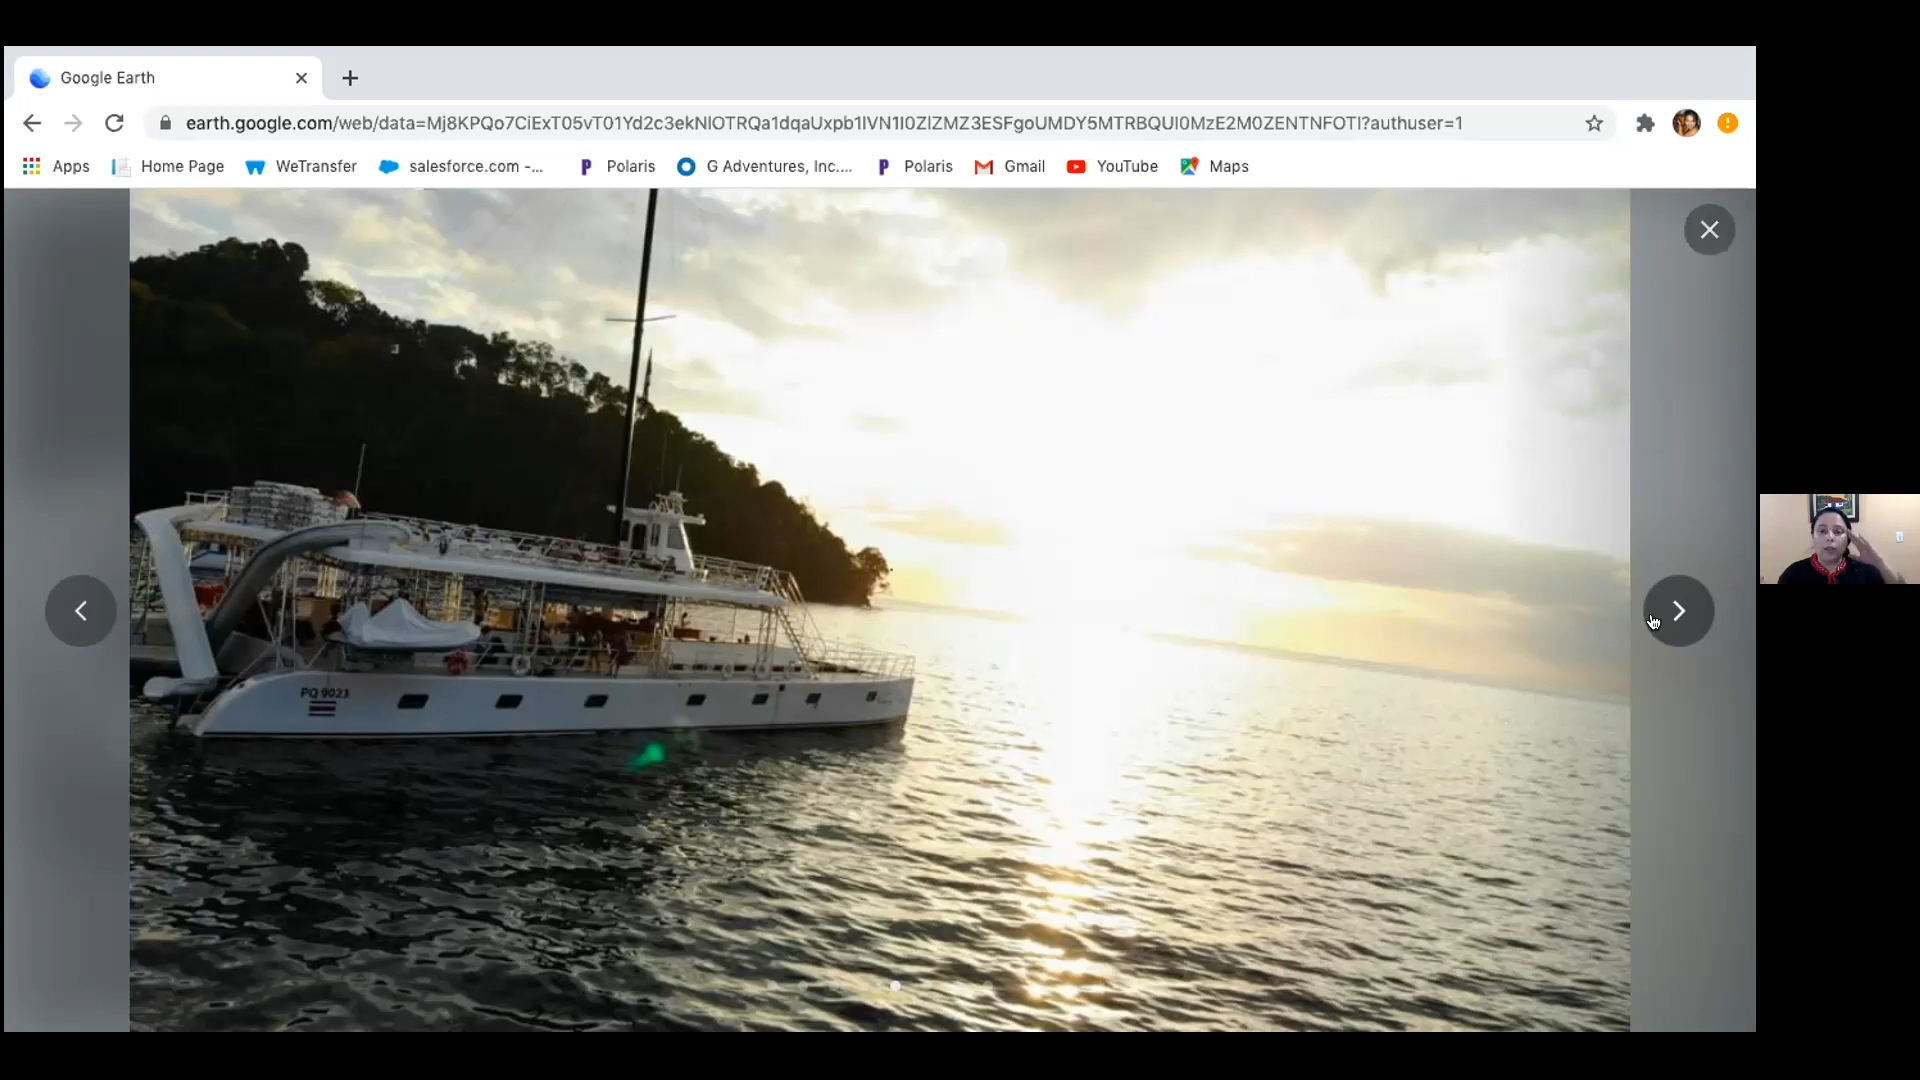 Google Earth
earth.google.com/web/data=Mj8KPQo7CiExT05vT01Yd2c3ekNlOTRQa1dqaUxpb1lVN1I0ZlZMZ3ESFgoUMDY5MTRBQUI0MzE2M0ZENTNFOTI?authuser=1
Apps Home Page WeTransfer salesforce.com -... Polaris G Adventures, Inc.... Polaris Gmail YouTube Maps
PQ 9023